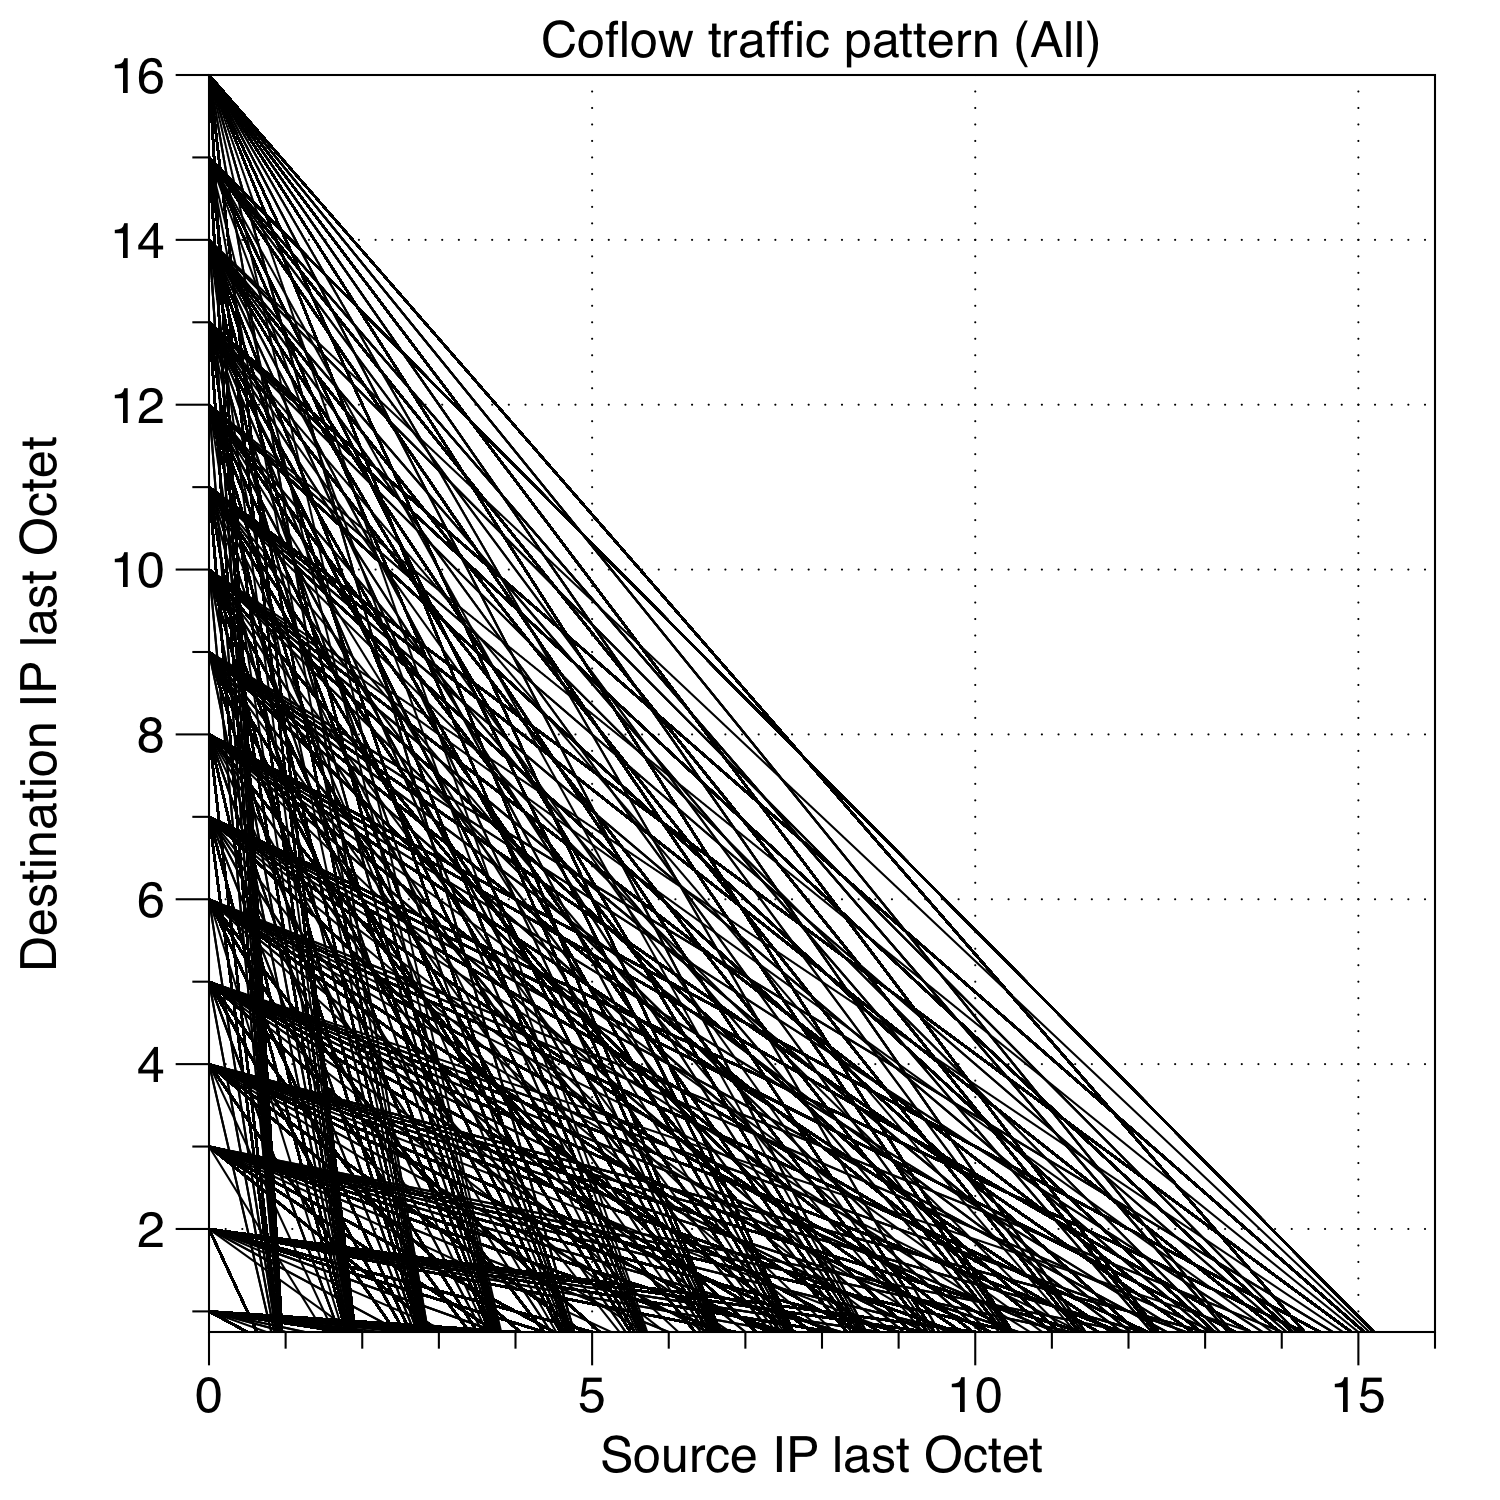 Coflow traffic pattern (All)
16
14
12
10
8
6
4
2
Destination IP last Octet
0 5 10 15
Source IP last Octet